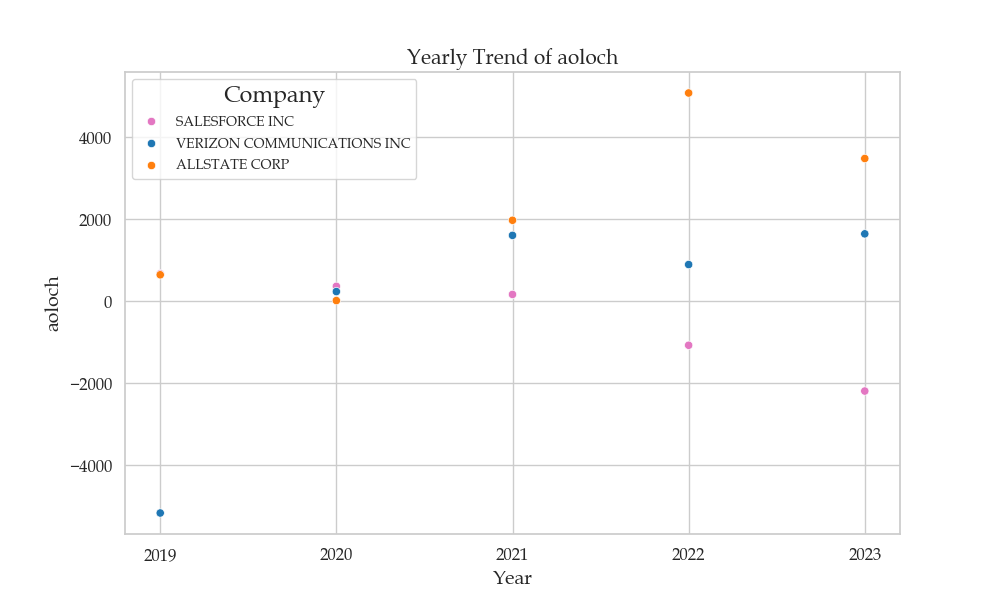 Yearly Trend of aoloch
Company
SALESFORCE INC
VERIZON COMMUNICATIONS INC
ALLSTATE CORP
4000
2000
0
−2000
−4000
aoloch
2019 2020 2021 2022 2023
Year